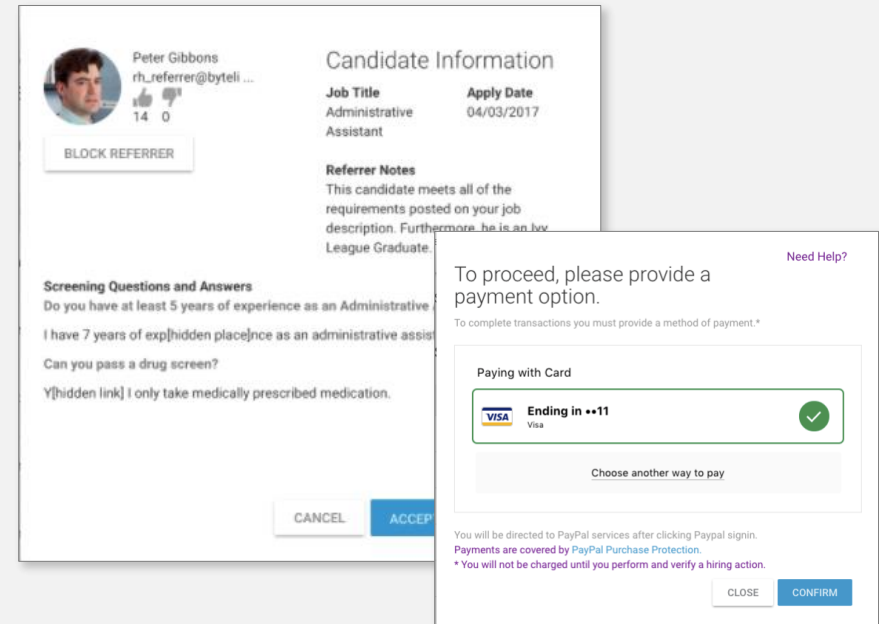 Peter Gibbons
rh_referrer@byteli ...
14 0
BLOCK REFERRER
Candidate Information
Job Title Apply Date
Administrative 04/03/2017
Assistant
Referrer Notes
This candidate meets all of the
requirements posted on your job
description. Furthermore, he is an Ivy
League Graduate.
Screening Questions and Answers
Do you have at least 5 years of experience as an Administrative
I have 7 years of exp[hidden place]nce as an administrative assist
Can you pass a drug screen?
Y[hidden link] I only take medically prescribed medication.
CANCEL ACCEP
Need Help?
To proceed, please provide a
payment option.
To complete transactions you must provide a method of payment.*
Paying with Card
VISA Ending in ••11
Visa
Choose another way to pay
You will be directed to PayPal services after clicking Paypal signin.
Payments are covered by PayPal Purchase Protection.
* You will not be charged until you perform and verify a hiring action.
CLOSE CONFIRM